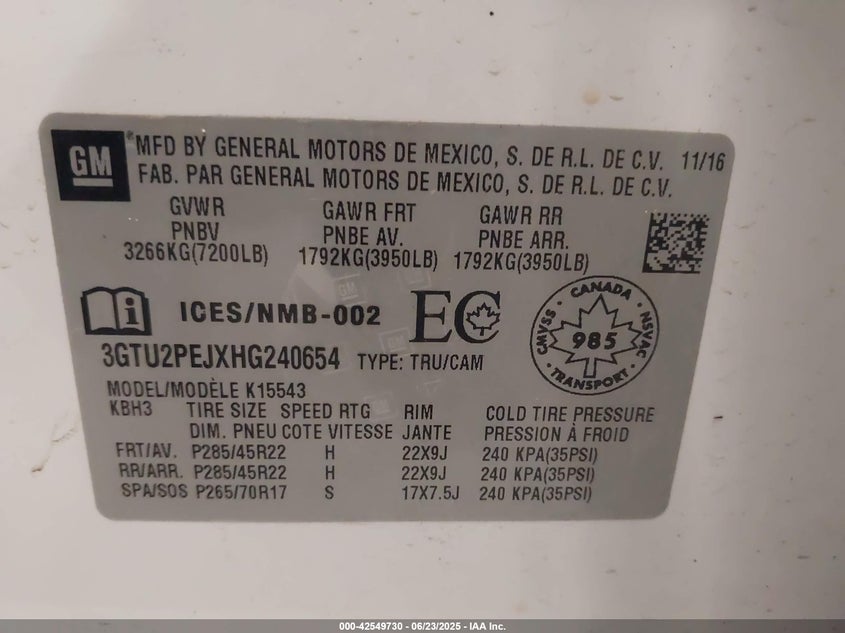 GM
® MFD BY GENERAL MOTORS DE MEXICO, S. DE R.L. DE C.V. 11/16
FAB. PAR GENERAL MOTORS DE MEXICO, S. DE R.L. DE C.V.
GVWR GAWR FRT GAWR RR
PNBV PNBE AV. PNBE ARR.
3266KG(7200LB) 1792KG(3950LB) 1792KG(3950LB)
i ICES/NMB-002 EC
CANADA
CMVSS 985 NSVAC
TRANSPORT
3GTU2PEJXHG240654 TYPE: TRU/CAM
MODEL/MODÈLE K15543
KBH3 TIRE SIZE SPEED RTG RIM COLD TIRE PRESSURE
DIM. PNEU COTE VITESSE JANTE PRESSION À FROID
FRT/AV. P285/45R22 H 22X9J 240 KPA(35PSI)
RR/ARR. P285/45R22 H 22X9J 240 KPA(35PSI)
SPA/SOS P265/70R17 S 17X7.5J 240 KPA(35PSI)
000-42549730 - 06/23/2025 - IAA Inc.